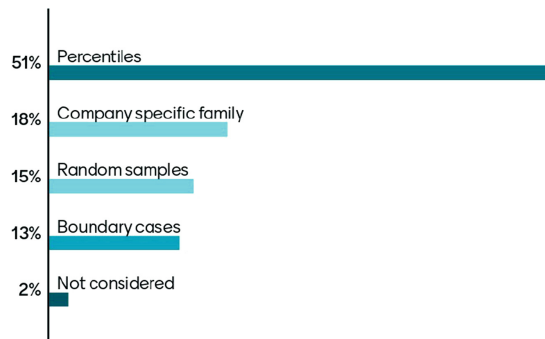 51% Percentiles
18% Company specific family
15% Random samples
13% Boundary cases
2% Not considered